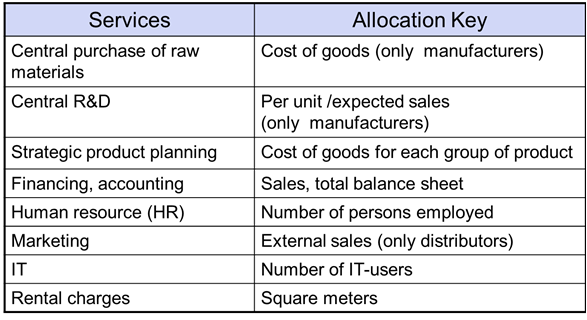 Services Allocation Key
Central purchase of raw Cost of goods (only manufacturers)
materials
Central R&D Per unit /expected sales
(only manufacturers)
Strategic product planning Cost of goods for each group of product
Financing, accounting Sales, total balance sheet
Human resource (HR) Number of persons employed
Marketing External sales (only distributors)
IT Number of IT-users
Rental charges Square meters